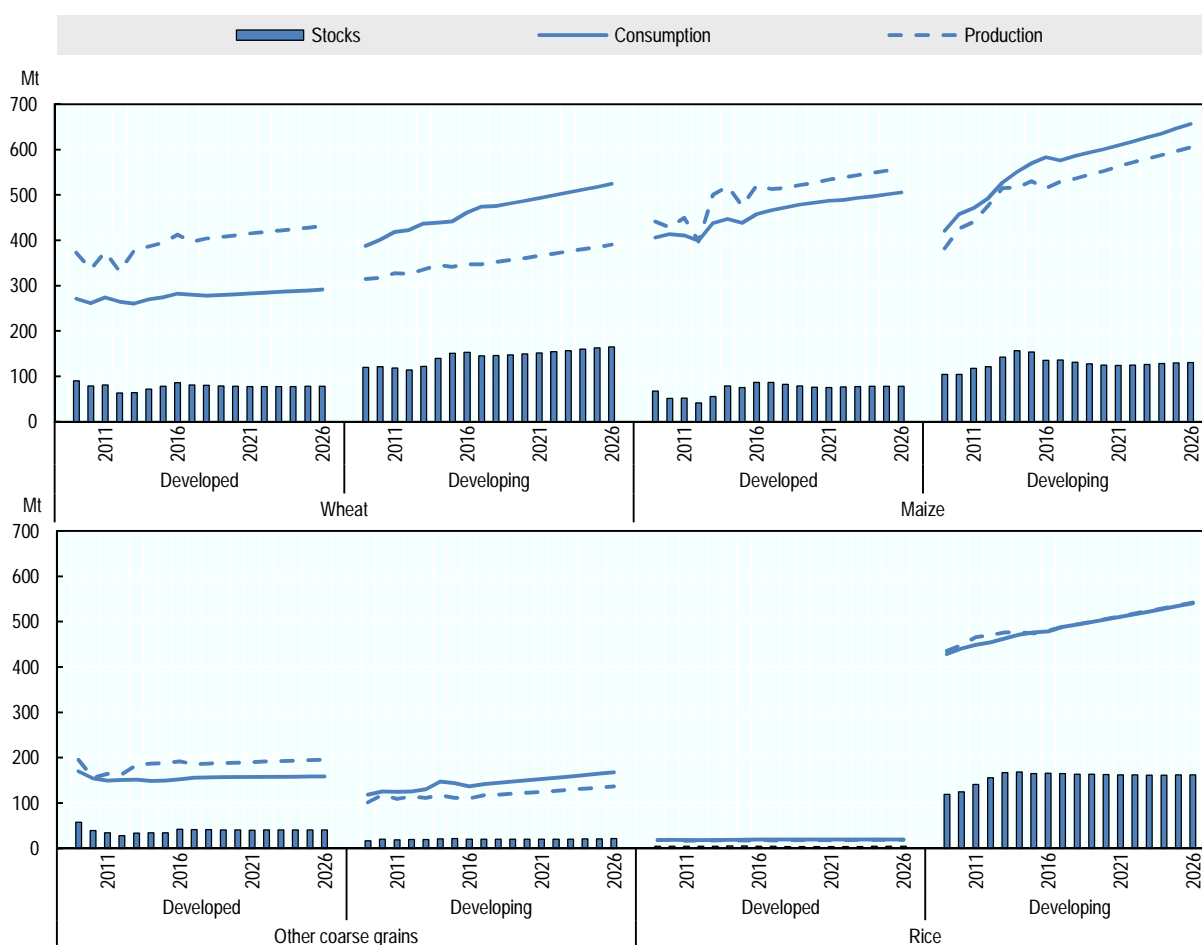 Stocks Consumption Production
Mt
700
600
500
400
300
200
100
0
2011 2016 2021 2026 2011 2016 2021 2026 2011 2016 2021 2026 2011 2016 2021 2026
Developed Developing Developed Developing
Wheat Maize
Mt
700
600
500
400
300
200
100
0
2011 2016 2021 2026 2011 2016 2021 2026 2011 2016 2021 2026 2011 2016 2021 2026
Developed Developing Developed Developing
Other coarse grains Rice